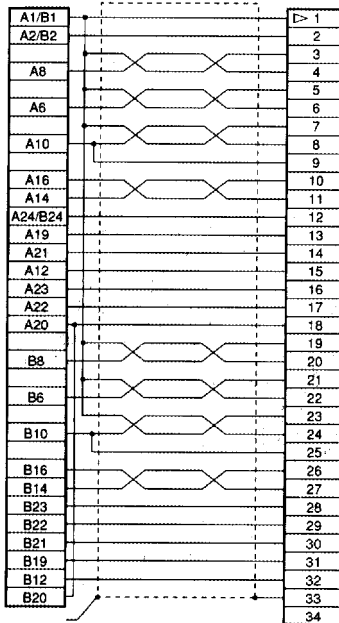 A1/B1 ▷ 1
A2/B2 2
3
A8 4
5
A6 6
7
A10 8
9
A16 10
A14 11
A24/B24 12
A19 13
A21 14
A12 15
A23 16
A22 17
A20 18
19
B8 20
21
B6 22
23
B10 24
25
B16 26
B14 27
B23 28
B22 29
B21 30
B19 31
B12 32
B20 33
34